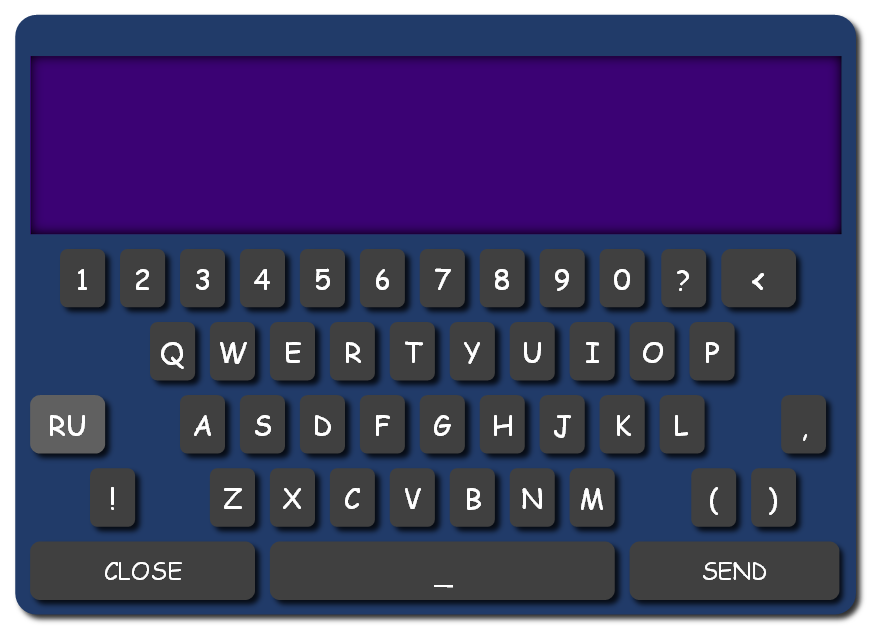 1 2 3 4 5 6 7 8 9 0 ? <
Q W E R T Y U I O P
RU A S D F G H J K L ,
! Z X C V B N M ( )
CLOSE _ SEND